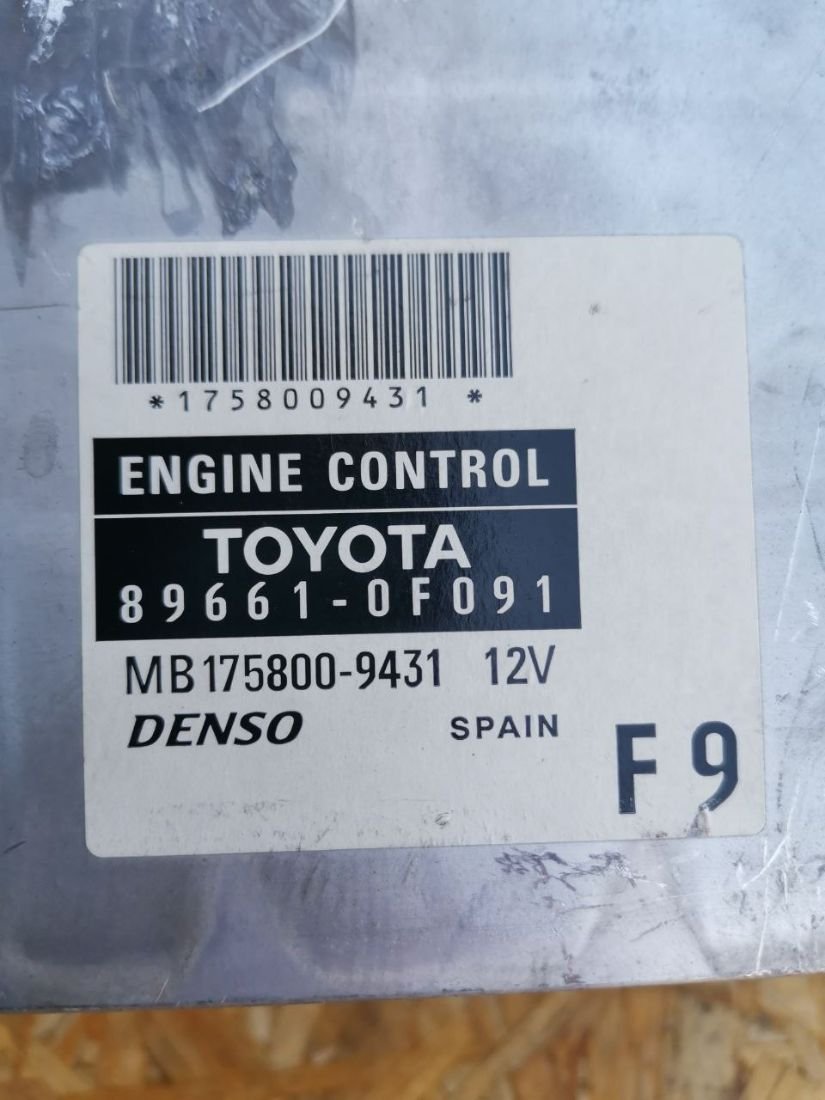 *1758009431 *
ENGINE CONTROL
TOYOTA
89661-0F091
MB175800-9431 12V
DENSO SPAIN
F9